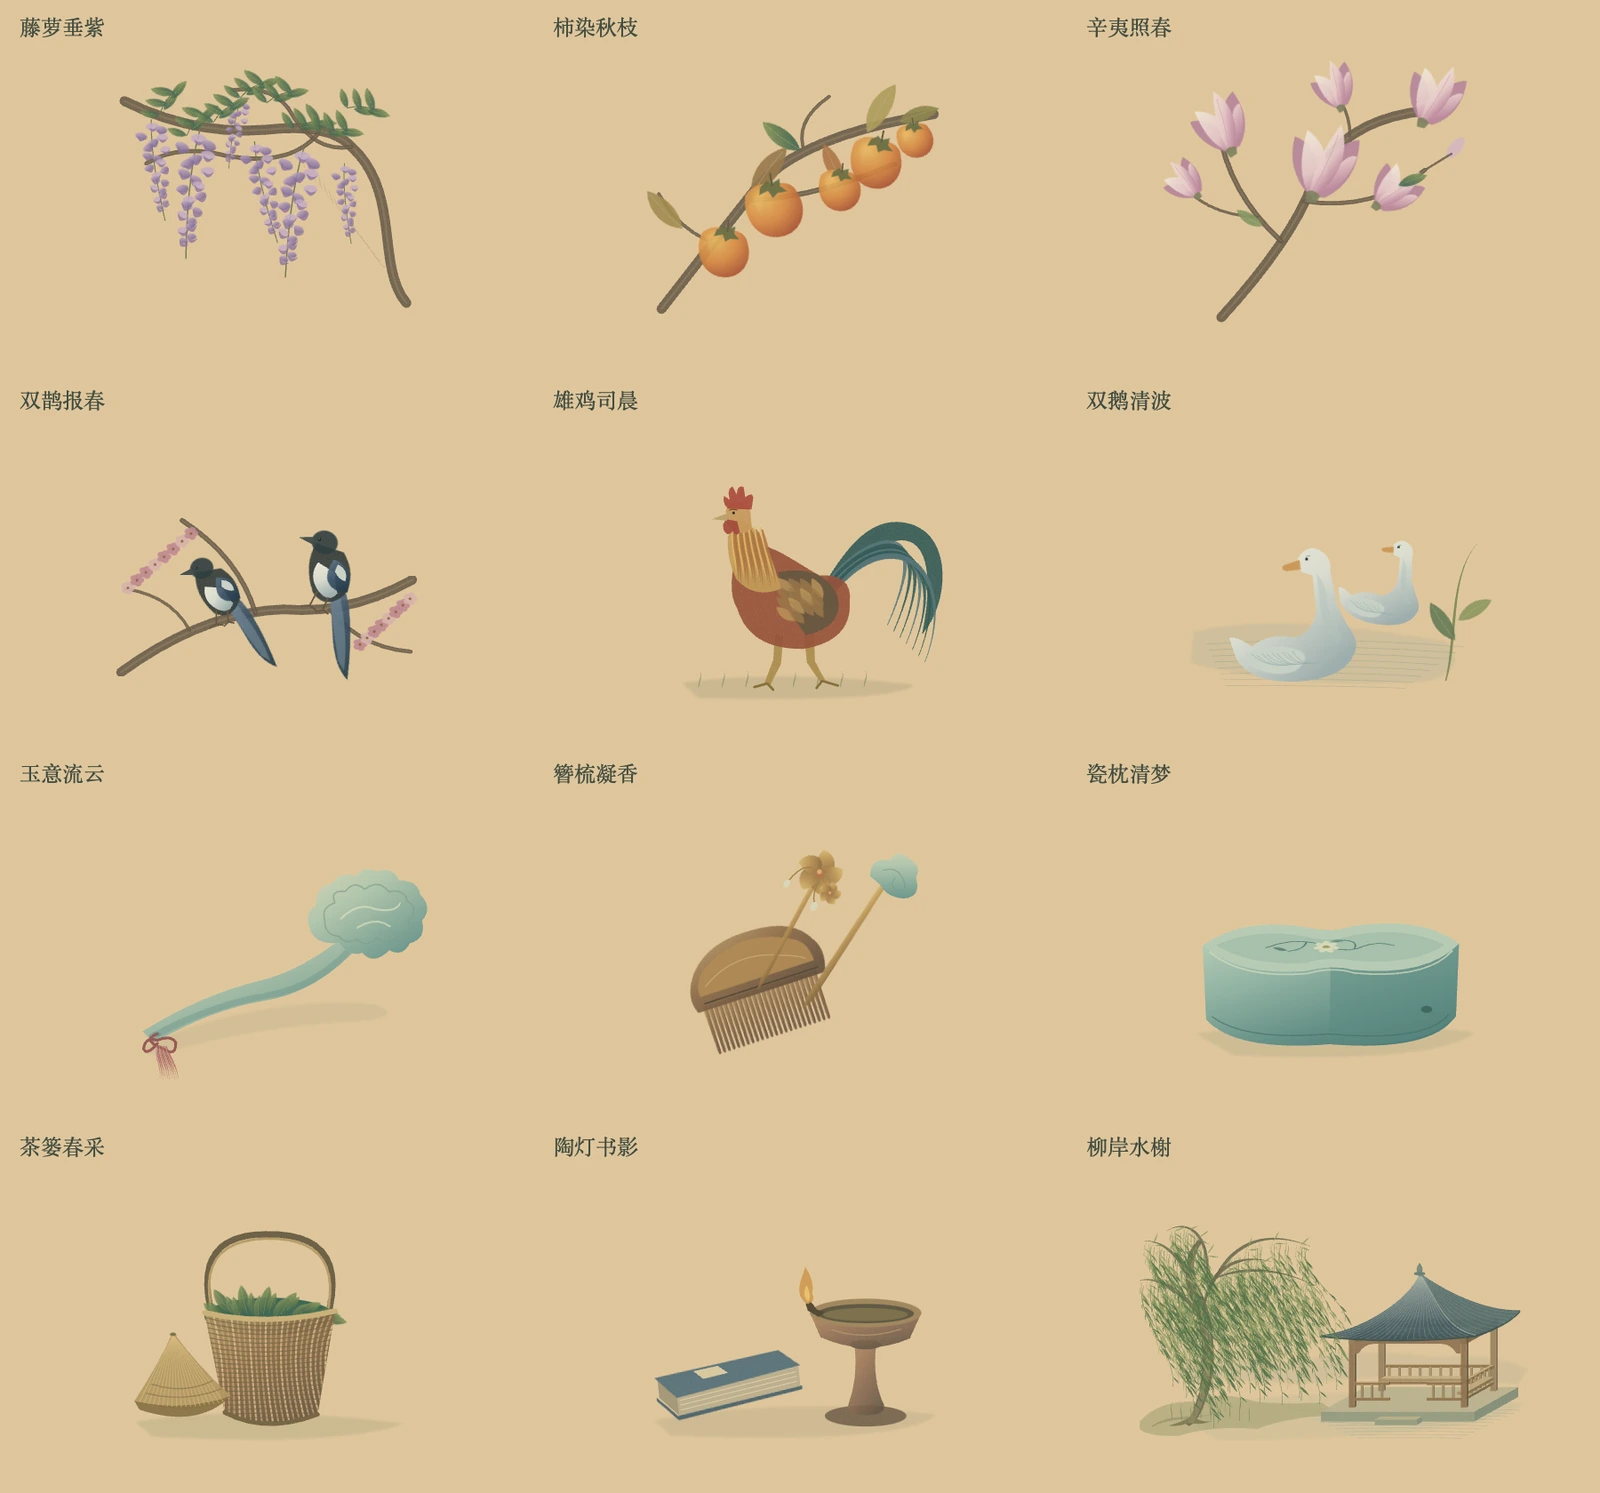 藤萝垂紫
柿染秋枝
辛夷照春
双鹊报春
雄鸡司晨
双鹅清波
玉意流云
簪梳凝香
瓷枕清梦
茶篓春采
陶灯书影
柳岸水榭